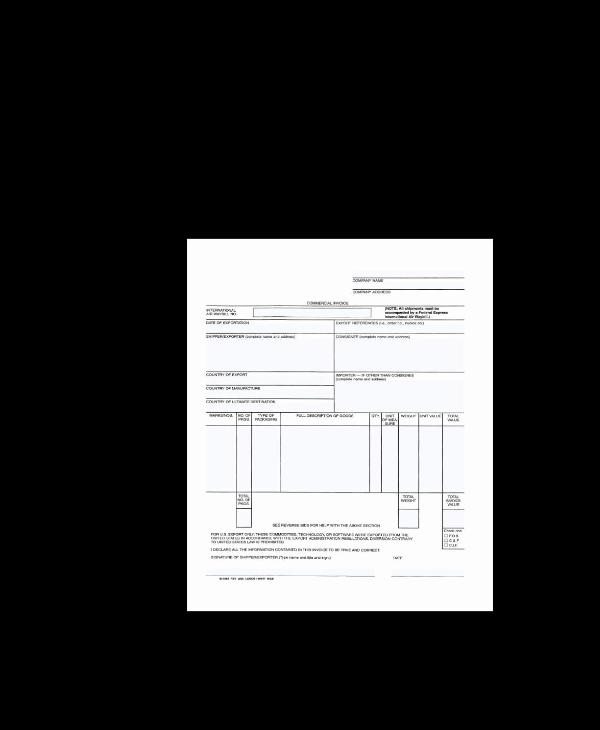 COMPANY NAME
COMPANY ADDRESS
COMMERCIAL INVOICE
INTERNATIONAL
AIR WAYBILL NO.
(NOTE: All shipments must be
accompanied by a Federal Express
International Air Waybill.)
DATE OF EXPORTATION
EXPORT REFERENCES (i.e., order no., invoice no.)
SHIPPER/EXPORTER (complete name and address)
CONSIGNEE (complete name and address)
COUNTRY OF EXPORT
IMPORTER — IF OTHER THAN CONSIGNEE
(complete name and address)
COUNTRY OF MANUFACTURE
COUNTRY OF ULTIMATE DESTINATION
MARKS/NOS. NO. OF PKGS. TYPE OF PACKAGING FULL DESCRIPTION OF GOODS QTY. UNIT OF MEA- SURE WEIGHT UNIT VALUE TOTAL VALUE
TOTAL NO. OF PKGS. TOTAL WEIGHT TOTAL INVOICE VALUE
SEE REVERSE SIDE FOR HELP WITH THE ABOVE SECTION
Check one
F.O.B.
FOR U.S. EXPORT ONLY: THESE COMMODITIES, TECHNOLOGY, OR SOFTWARE WERE EXPORTED FROM THE
UNITED STATES IN ACCORDANCE WITH THE EXPORT ADMINISTRATION REGULATIONS. DIVERSION CONTRARY
TO UNITED STATES LAW IS PROHIBITED.
C & F
C.I.F.
I DECLARE ALL THE INFORMATION CONTAINED IN THIS INVOICE TO BE TRUE AND CORRECT.
SIGNATURE OF SHIPPER/EXPORTER (Type name and title and sign.)
DATE